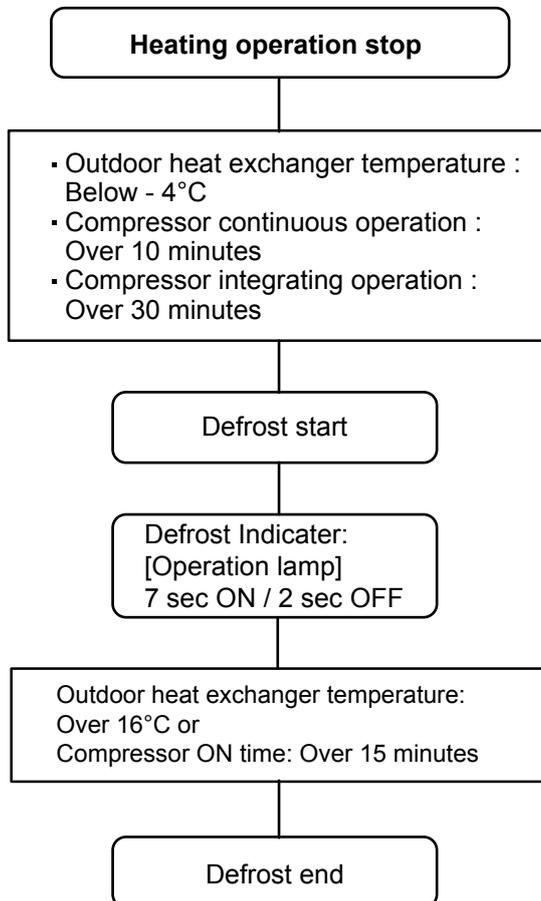 Heating operation stop
▪ Outdoor heat exchanger temperature :
Below - 4°C
▪ Compressor continuous operation :
Over 10 minutes
▪ Compressor integrating operation :
Over 30 minutes
Defrost start
Defrost Indicater:
[Operation lamp]
7 sec ON / 2 sec OFF
Outdoor heat exchanger temperature:
Over 16°C or
Compressor ON time: Over 15 minutes
Defrost end